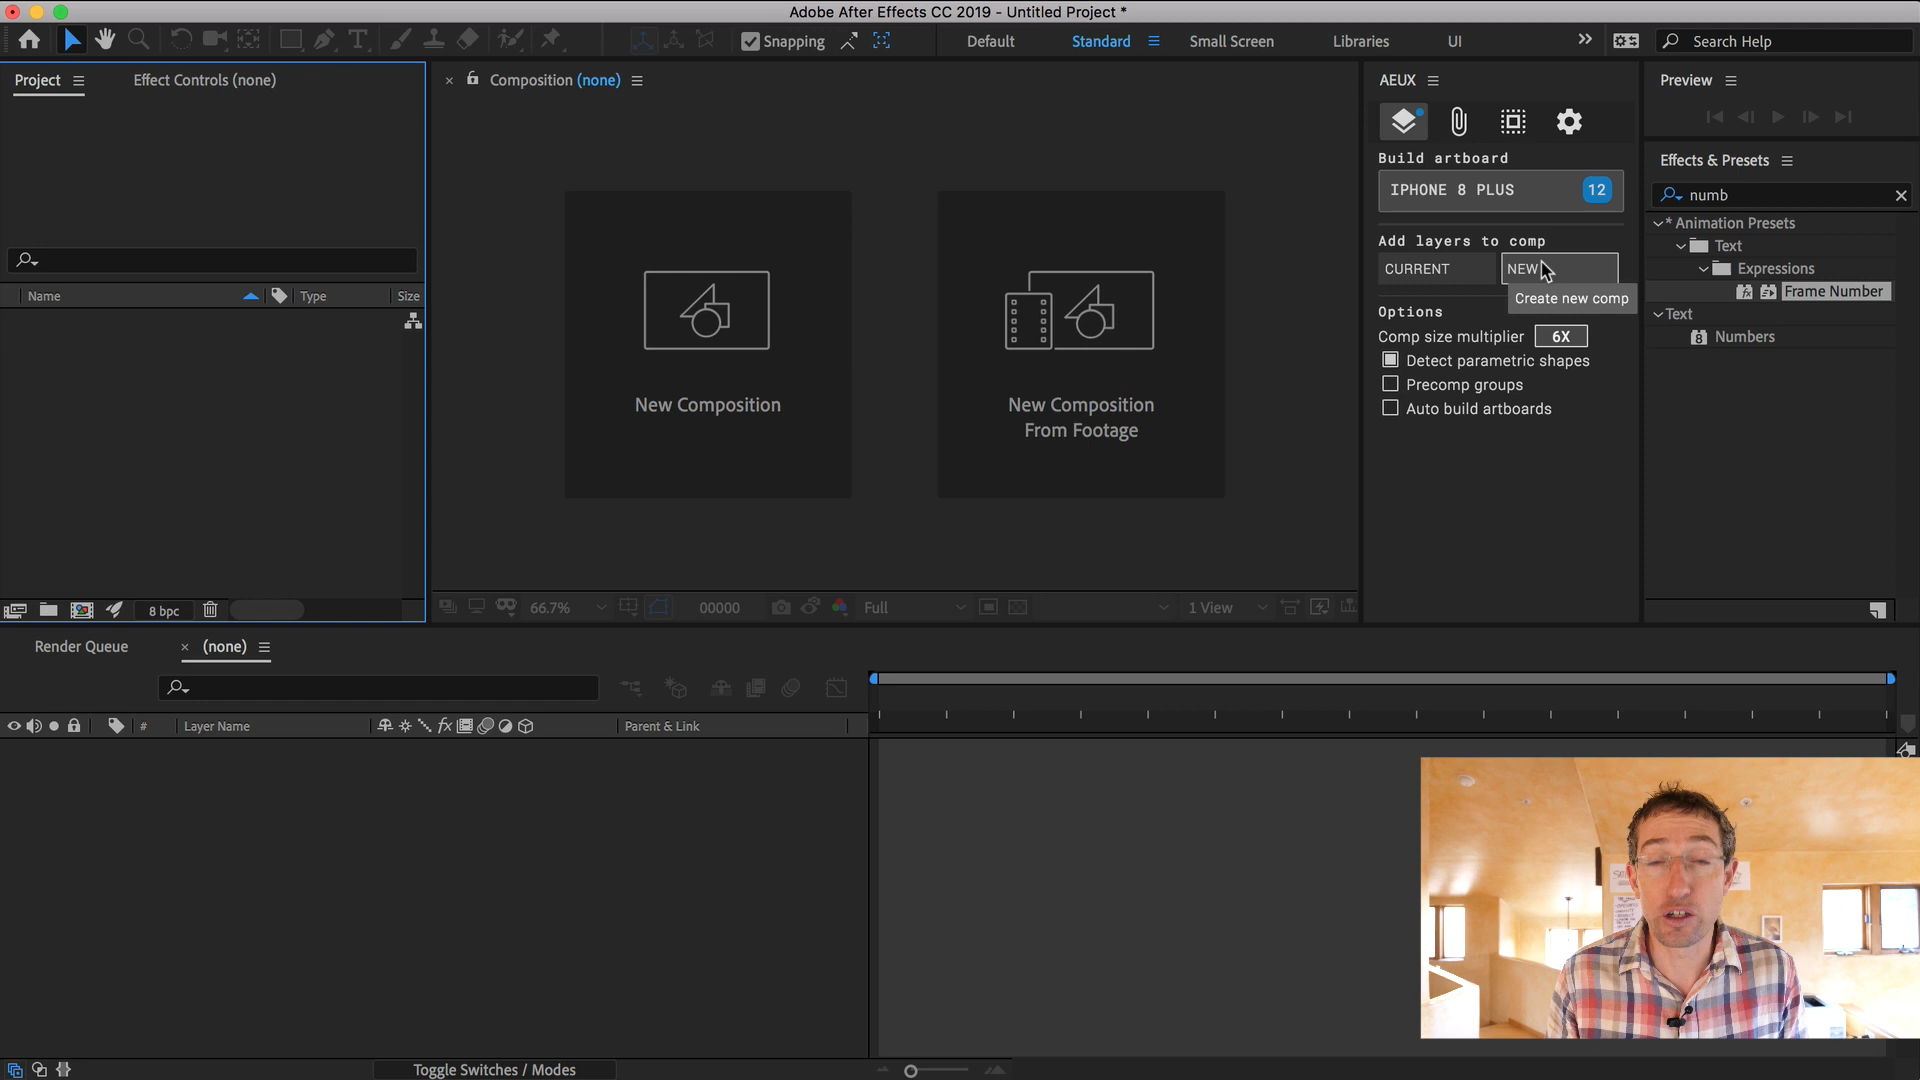 Adobe After Effects CC 2019 - Untitled Project *
Snapping
Default
Standard
Small Screen
Libraries
UI
Search Help
Project
Effect Controls (none)
Composition (none)
AEUX
Preview
Build artboard
IPHONE 8 PLUS 12
Effects & Presets
numb
* Animation Presets
Text
Expressions
Frame Number
Text
Numbers
Add layers to comp
CURRENT
NEW
Create new comp
Options
Comp size multiplier 6X
Detect parametric shapes
Precomp groups
Auto build artboards
Name
Type
Size
New Composition
New Composition
From Footage
8 bpc
66.7%
00000
Full
1 View
Render Queue
(none)
#
Layer Name
fx
Parent & Link
Toggle Switches / Modes